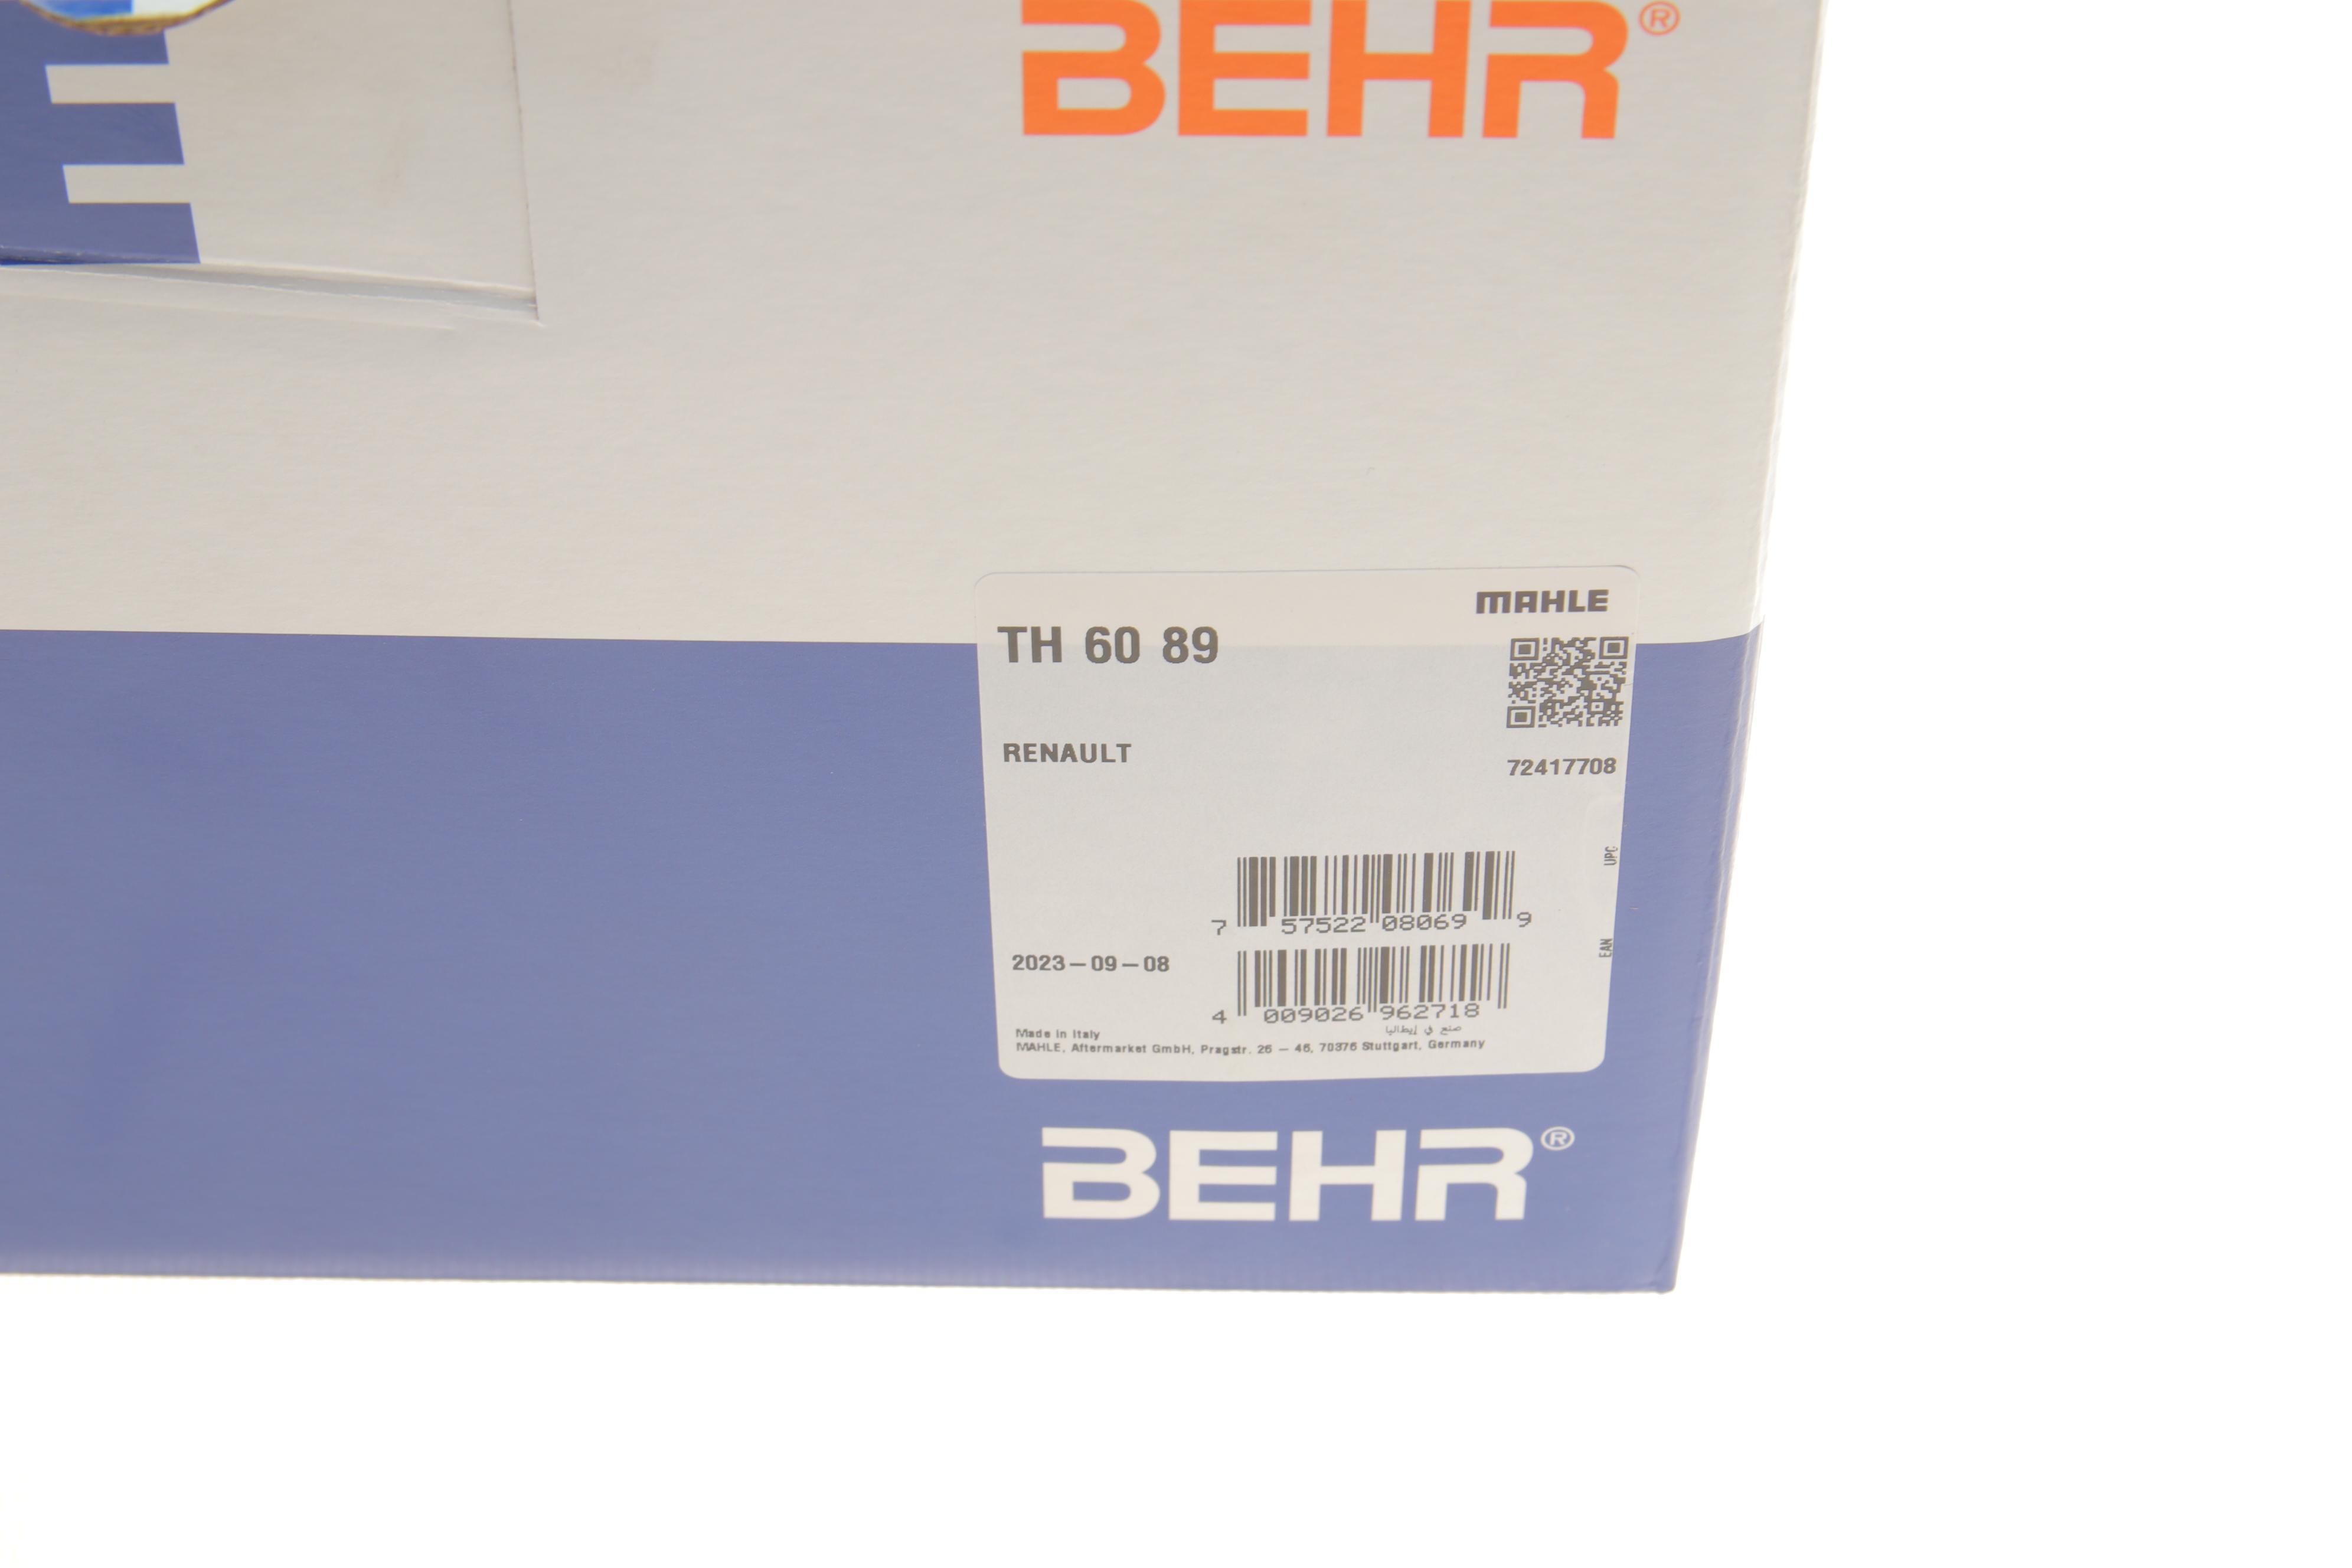 BEHR®
MAHLE
TH 60 89
RENAULT
72417708
UPC
7 57522 08069 9
EAN
2023-09-08
4 009026 962718
Made in Italy
صنع في إيطاليا
MAHLE, Aftermarket GmbH, Pragstr. 26 - 46, 70376 Stuttgart, Germany
BEHR®